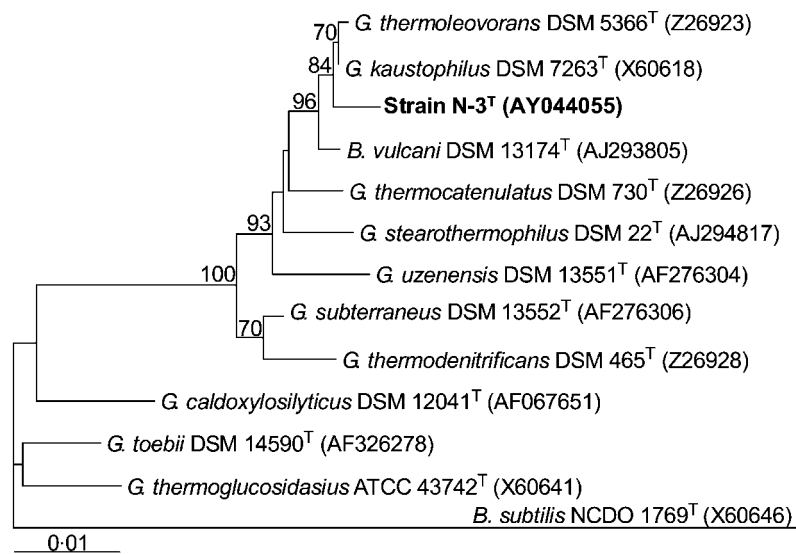 G. thermoleovorans DSM 5366T (Z26923)
70
G. kaustophilus DSM 7263T (X60618)
84
Strain N-3T (AY044055)
96
B. vulcani DSM 13174T (AJ293805)
G. thermocatenulatus DSM 730T (Z26926)
93
G. stearothermophilus DSM 22T (AJ294817)
100
G. uzenensis DSM 13551T (AF276304)
G. subterraneus DSM 13552T (AF276306)
70
G. thermodenitrificans DSM 465T (Z26928)
G. caldoxylosilyticus DSM 12041T (AF067651)
G. toebii DSM 14590T (AF326278)
G. thermoglucosidasius ATCC 43742T (X60641)
B. subtilis NCDO 1769T (X60646)
0·01